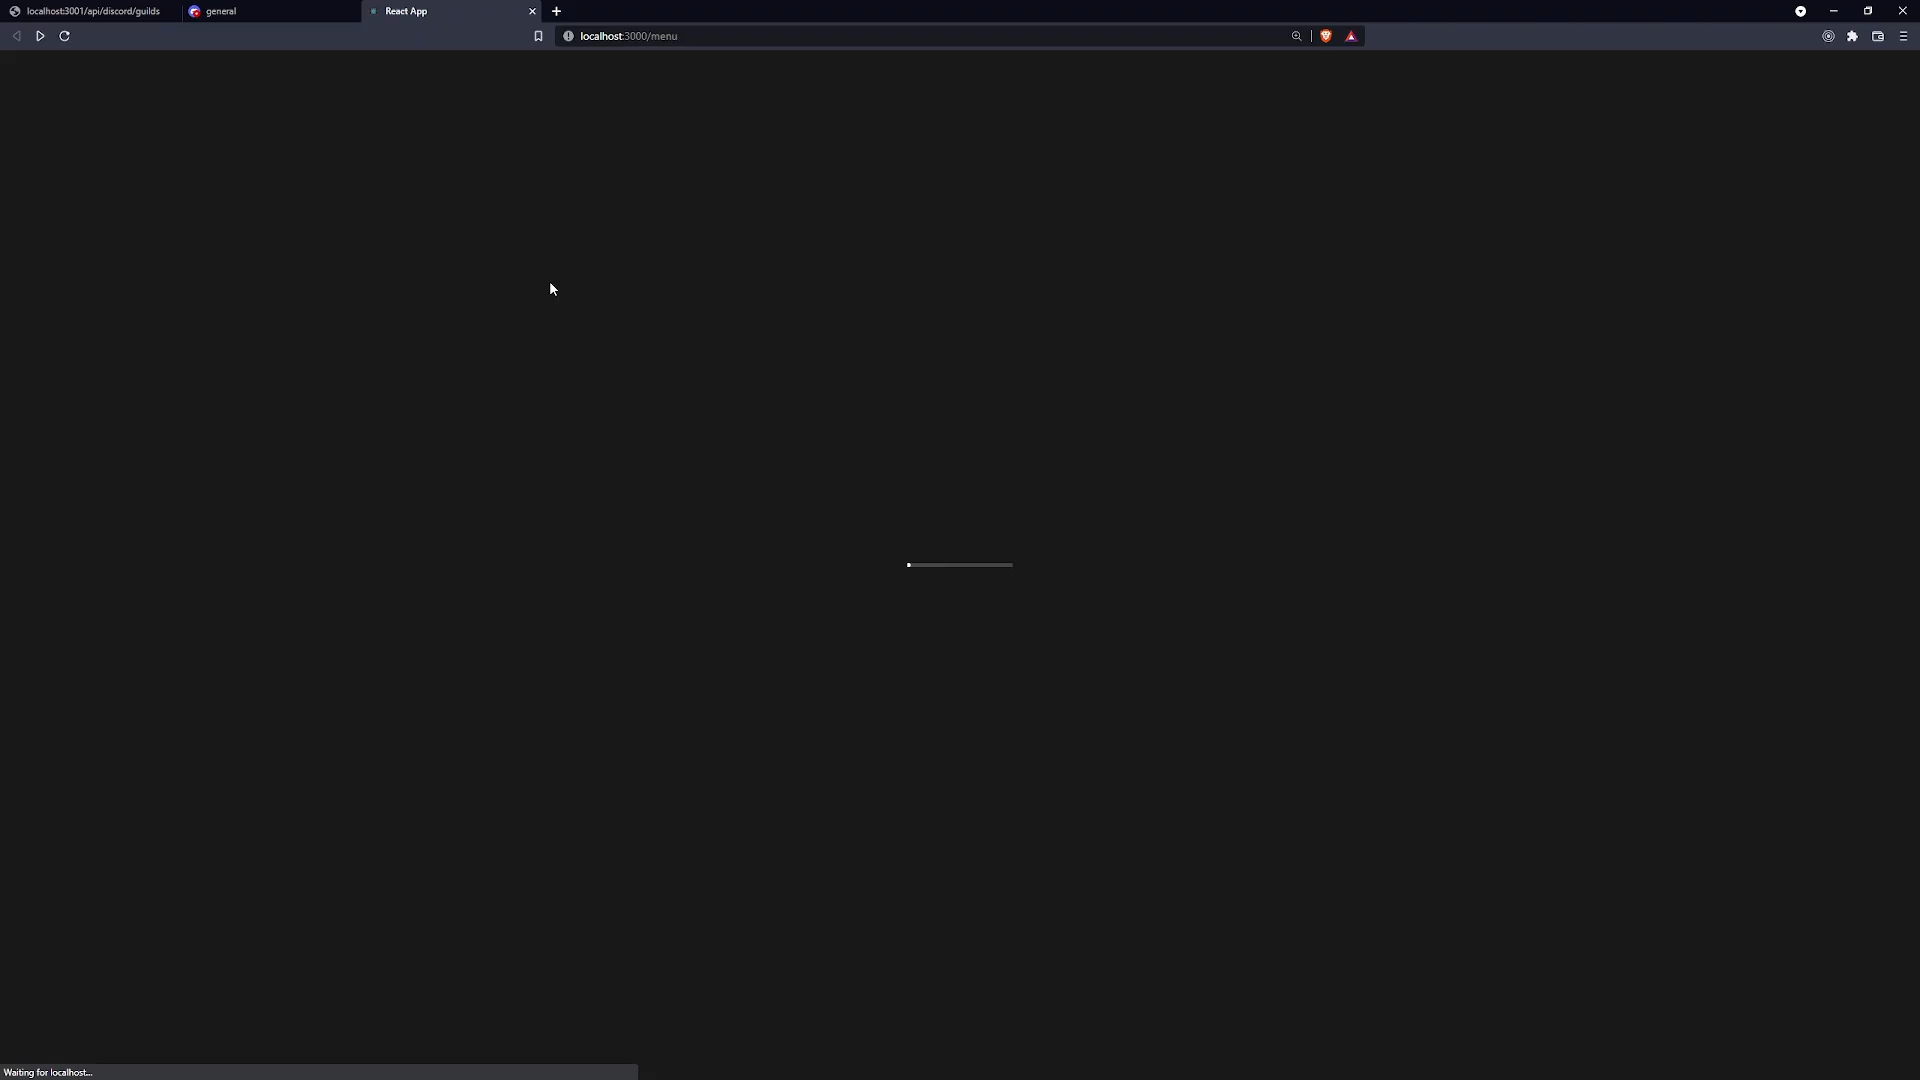 localhost:3001/api/discord/guilds
general
React App
localhost:3000/menu
Waiting for localhost...